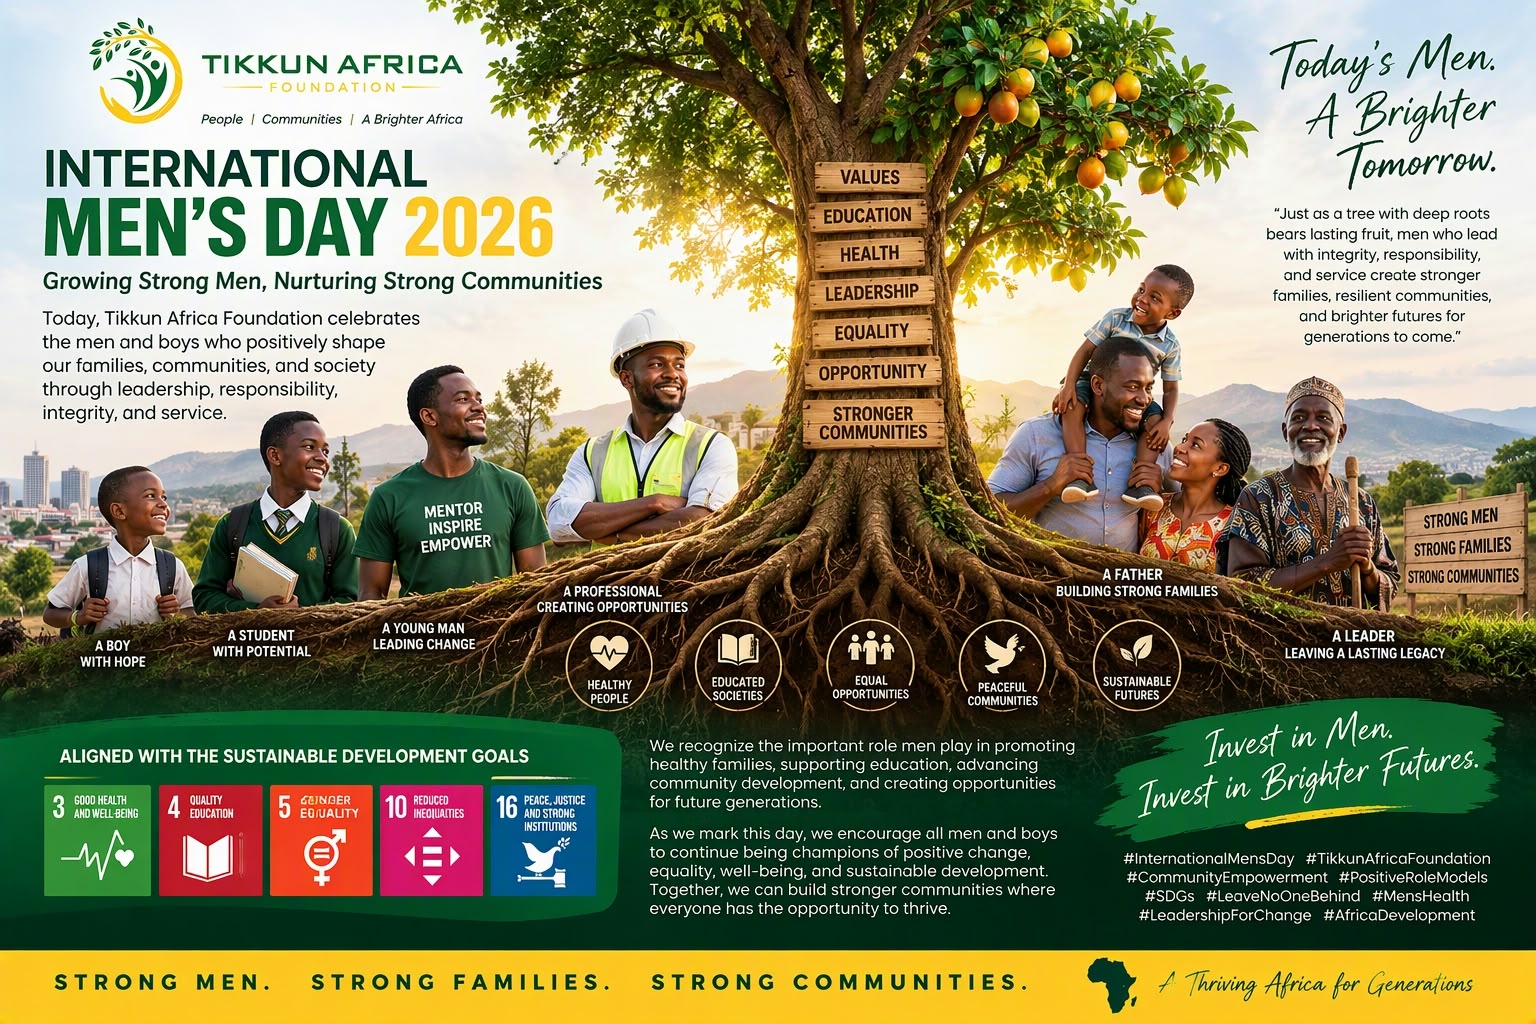 TIKKUN AFRICA
FOUNDATION
People | Communities | A Brighter Africa
INTERNATIONAL
MEN'S DAY 2026
Growing Strong Men, Nurturing Strong Communities
Today, Tikkun Africa Foundation celebrates
the men and boys who positively shape
our families, communities, and society
through leadership, responsibility,
integrity, and service.
Today's Men.
A Brighter
Tomorrow.
"Just as a tree with deep roots
bears lasting fruit, men who lead
with integrity, responsibility,
and service create stronger
families, resilient communities,
and brighter futures for
generations to come."
VALUES
EDUCATION
HEALTH
LEADERSHIP
EQUALITY
OPPORTUNITY
STRONGER
COMMUNITIES
MENTOR
INSPIRE
EMPOWER
STRONG MEN
STRONG FAMILIES
STRONG COMMUNITIES
A BOY
WITH HOPE
A STUDENT
WITH POTENTIAL
A YOUNG MAN
LEADING CHANGE
A PROFESSIONAL
CREATING OPPORTUNITIES
A FATHER
BUILDING STRONG FAMILIES
A LEADER
LEAVING A LASTING LEGACY
HEALTHY
PEOPLE
EDUCATED
SOCIETIES
EQUAL
OPPORTUNITIES
PEACEFUL
COMMUNITIES
SUSTAINABLE
FUTURES
ALIGNED WITH THE SUSTAINABLE DEVELOPMENT GOALS
3 GOOD HEALTH
AND WELL-BEING
4 QUALITY
EDUCATION
5 GENDER
EQUALITY
10 REDUCED
INEQUALITIES
16 PEACE, JUSTICE
AND STRONG
INSTITUTIONS
We recognize the important role men play in promoting
healthy families, supporting education, advancing
community development, and creating opportunities
for future generations.
As we mark this day, we encourage all men and boys
to continue being champions of positive change,
equality, well-being, and sustainable development.
Together, we can build stronger communities where
everyone has the opportunity to thrive.
Invest in Men.
Invest in Brighter Futures.
#InternationalMensDay #TikkunAfricaFoundation
#CommunityEmpowerment #PositiveRoleModels
#SDGs #LeaveNoOneBehind #MensHealth
#LeadershipForChange #AfricaDevelopment
STRONG MEN. STRONG FAMILIES. STRONG COMMUNITIES.
A Thriving Africa for Generations